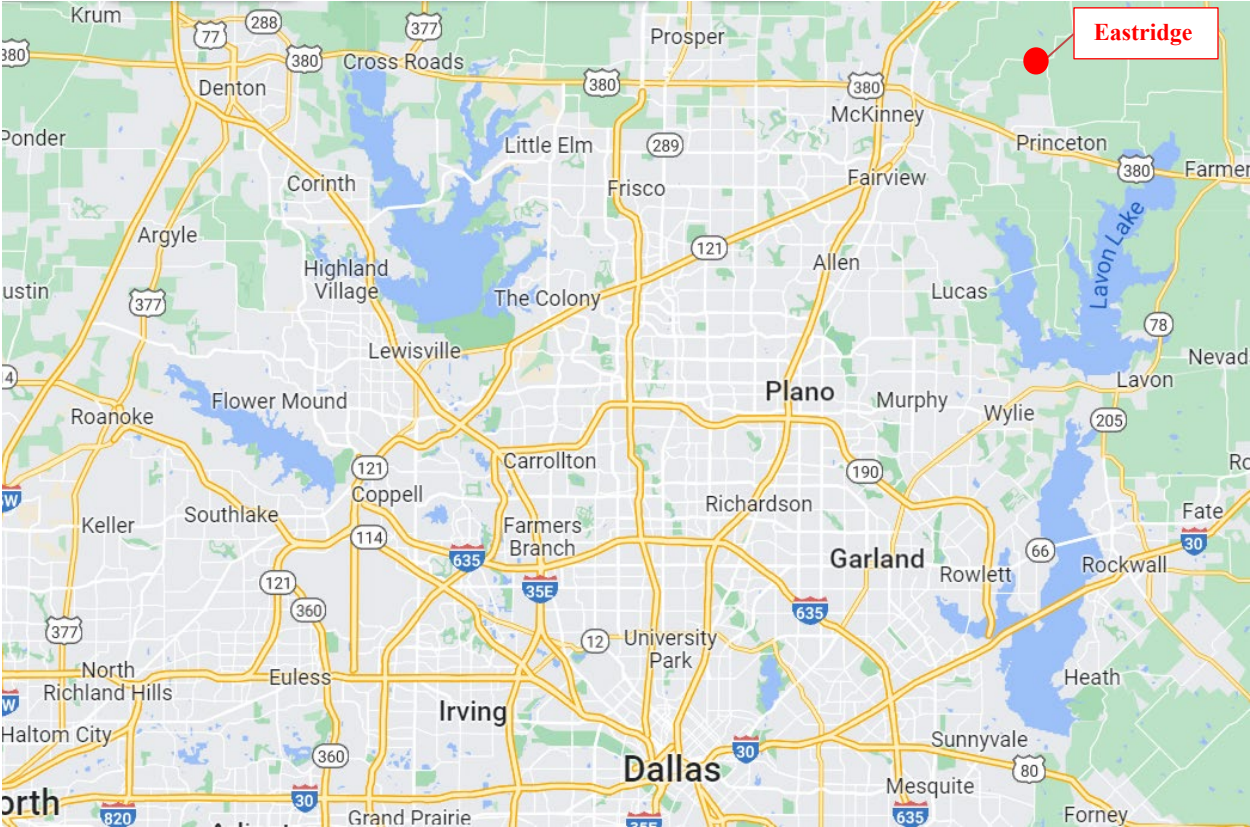 Krum
288
377
Prosper
Eastridge
77
380
380
Cross Roads
380
380
Denton
McKinney
Ponder
Little Elm
289
Princeton
Corinth
Frisco
Fairview
380
Farmer
Argyle
121
Lavon Lake
Highland
Village
Allen
ustin
377
The Colony
Lucas
78
Lewisville
Nevad
4
Plano
Lavon
Flower Mound
Murphy
Roanoke
Wylie
205
Carrollton
121
190
Ro
W
Coppell
Richardson
Keller
Southlake
Farmers
Branch
Fate
114
30
635
Garland
66
Rockwall
Rowlett
121
35E
360
635
377
12
University
Park
North
Richland Hills
Euless
Heath
W
Irving
Haltom City
Sunnyvale
360
30
Dallas
80
Mesquite
orth
30
820
Grand Prairie
635
Forney
35E